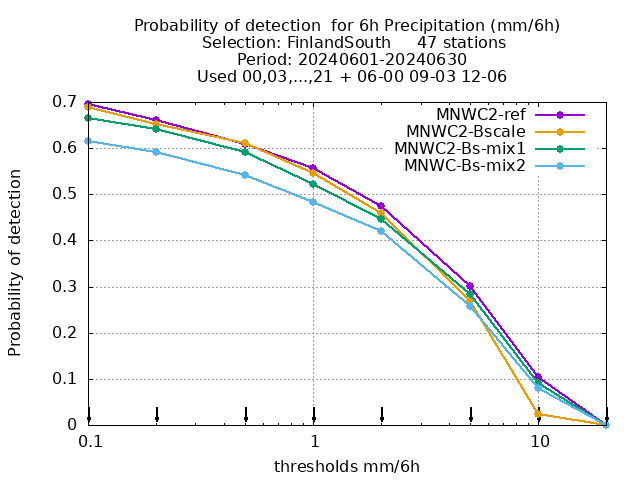 Probability of detection  for 6h Precipitation (mm/6h)
Selection: FinlandSouth     47 stations
Period: 20240601-20240630
Used 00,03,...,21 + 06-00 09-03 12-06
MNWC2-ref
MNWC2-Bscale
MNWC2-Bs-mix1
MNWC-Bs-mix2
Probability of detection
0.7
0.6
0.5
0.4
0.3
0.2
0.1
0
0.1 1 10
thresholds mm/6h